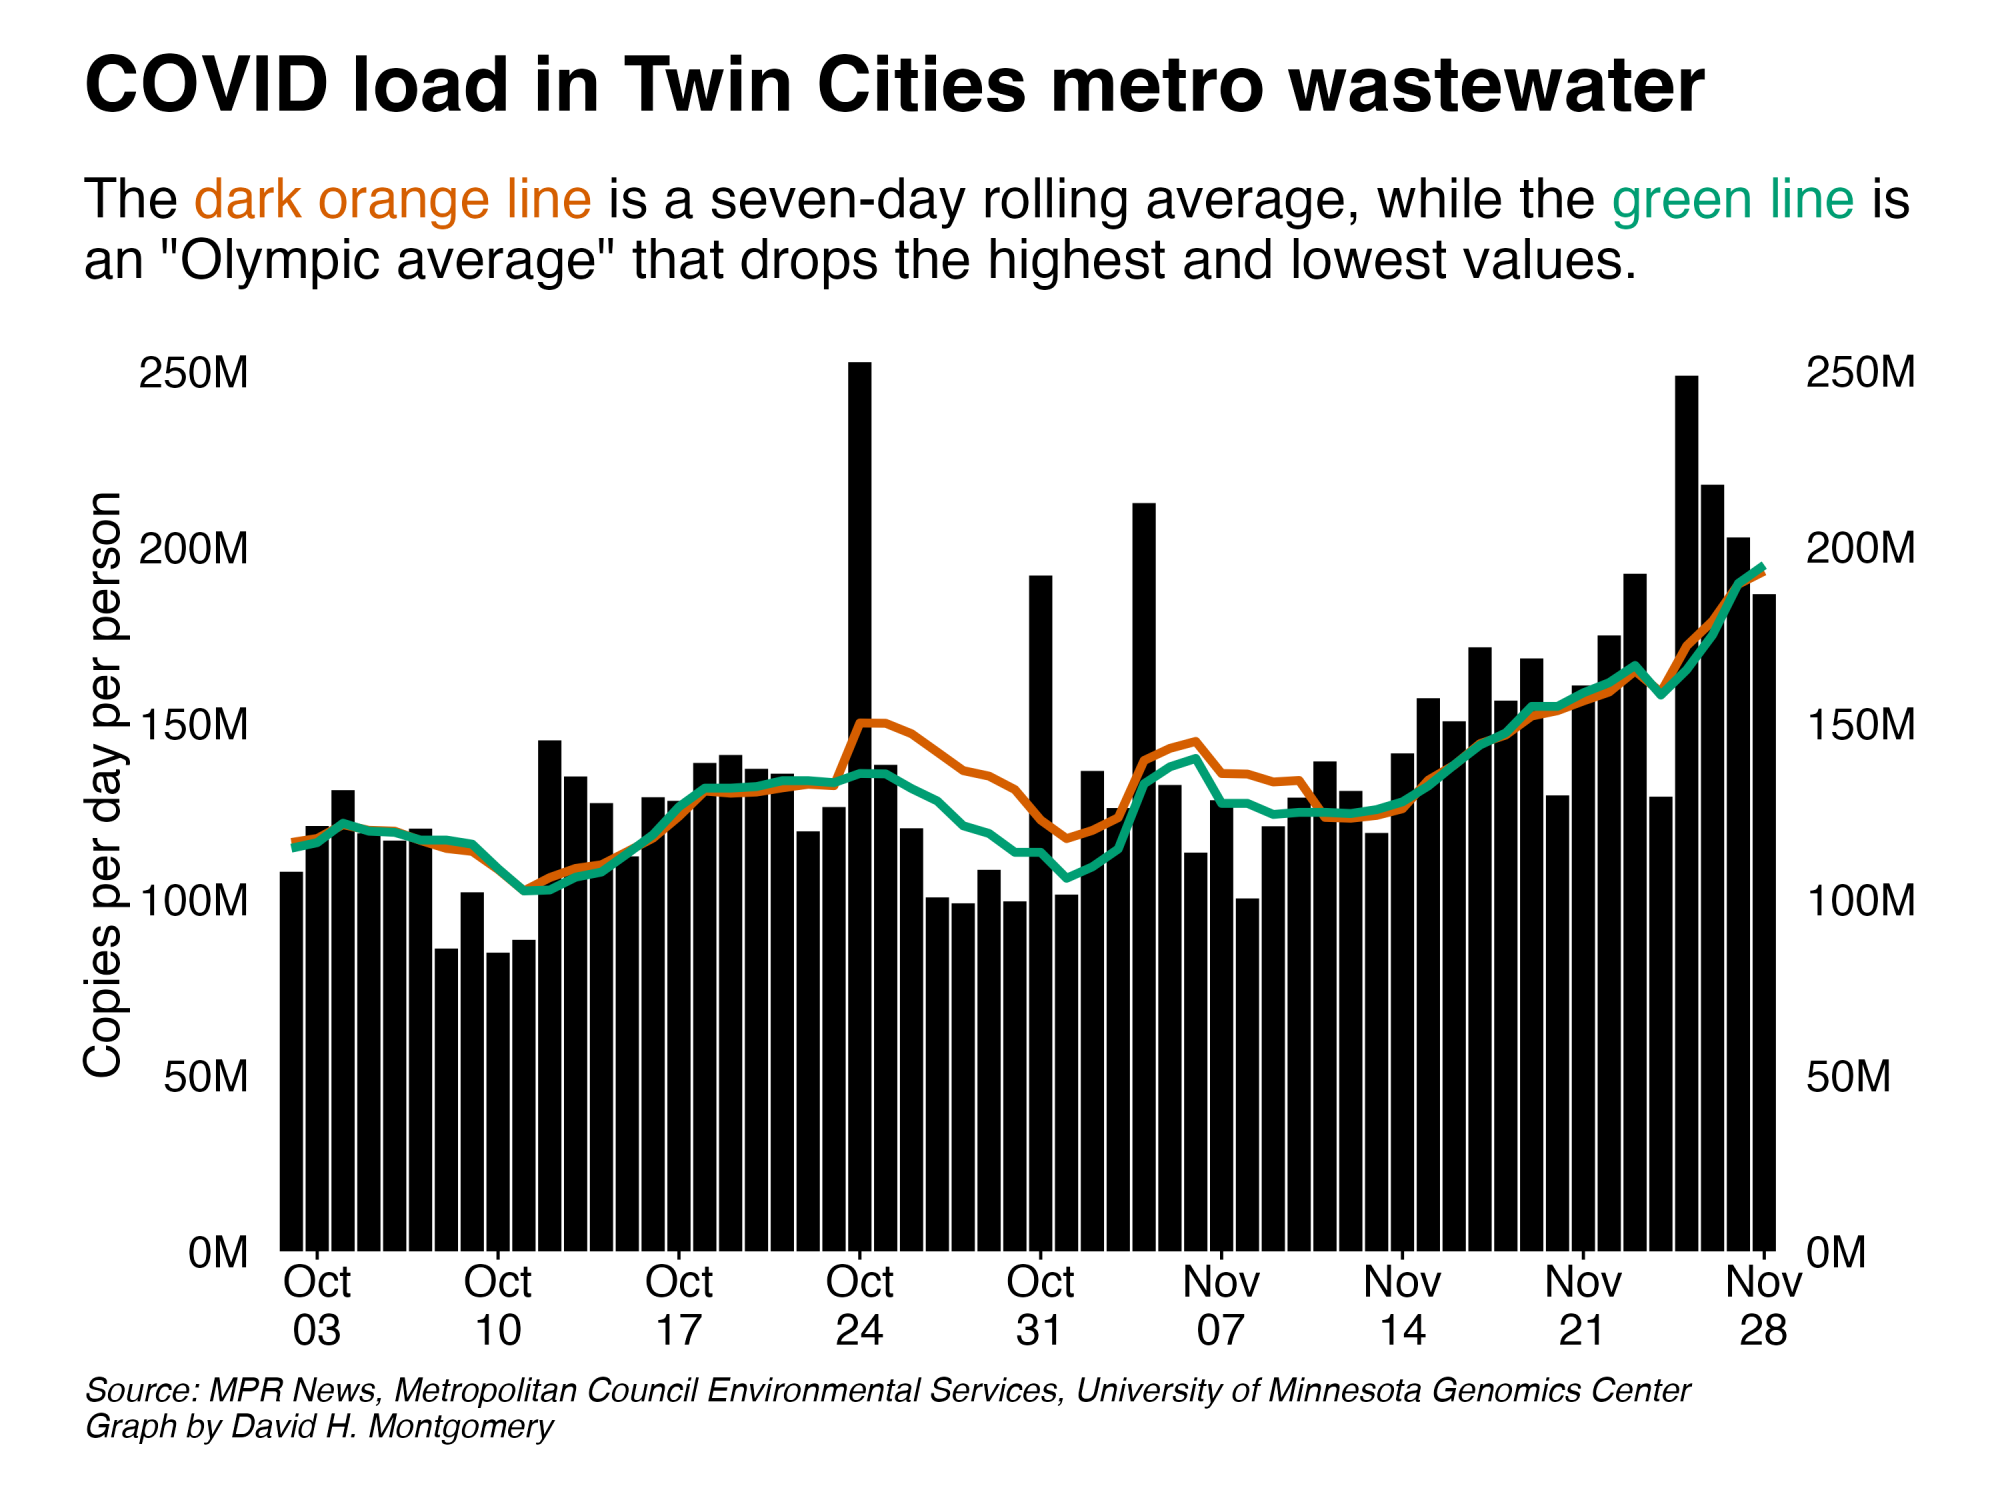 COVID load in Twin Cities metro wastewater
The dark orange line is a seven-day rolling average, while the green line is
an "Olympic average" that drops the highest and lowest values.
Copies per day per person
250M
200M
150M
100M
50M
0M
250M
200M
150M
100M
50M
0M
Oct
03
Oct
10
Oct
17
Oct
24
Oct
31
Nov
07
Nov
14
Nov
21
Nov
28
Source: MPR News, Metropolitan Council Environmental Services, University of Minnesota Genomics Center
Graph by David H. Montgomery